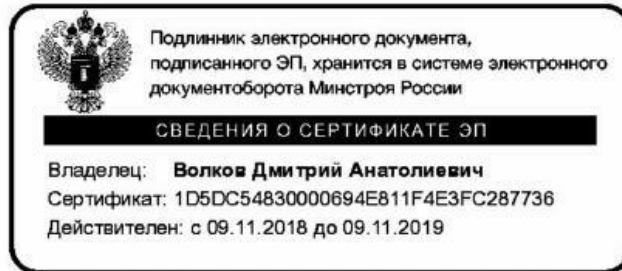 Подлинник электронного документа,
подписанного ЭП, хранится в системе электронного
документоборота Минстроя России
СВЕДЕНИЯ О СЕРТИФИКАТЕ ЭП
Владелец: Волков Дмитрий Анатолиевич
Сертификат: 1D5DC54830000694E811F4E3FC287736
Действителен: с 09.11.2018 до 09.11.2019